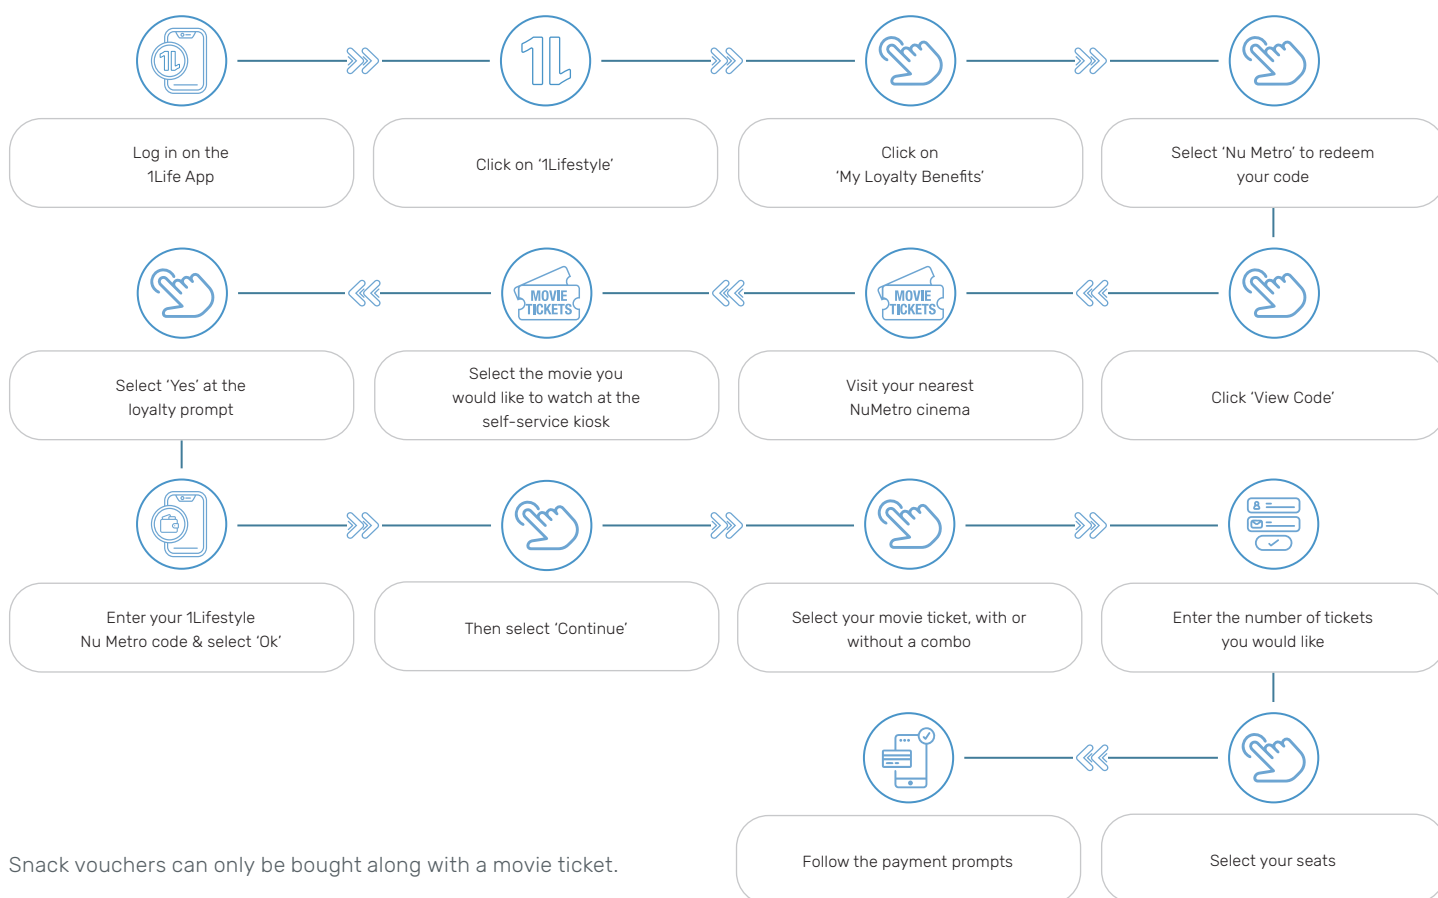 Log in on the
1Life App
Click on ‘1Lifestyle’
Click on
‘My Loyalty Benefits’
Select ‘Nu Metro’ to redeem
your code
Click ‘View Code’
MOVIE
TICKETS
Visit your nearest
NuMetro cinema
MOVIE
TICKETS
Select the movie you
would like to watch at the
self-service kiosk
Select ‘Yes’ at the
loyalty prompt
Enter your 1Lifestyle
Nu Metro code & select ‘Ok’
Then select ‘Continue’
Select your movie ticket, with or
without a combo
Enter the number of tickets
you would like
Select your seats
Follow the payment prompts
Snack vouchers can only be bought along with a movie ticket.